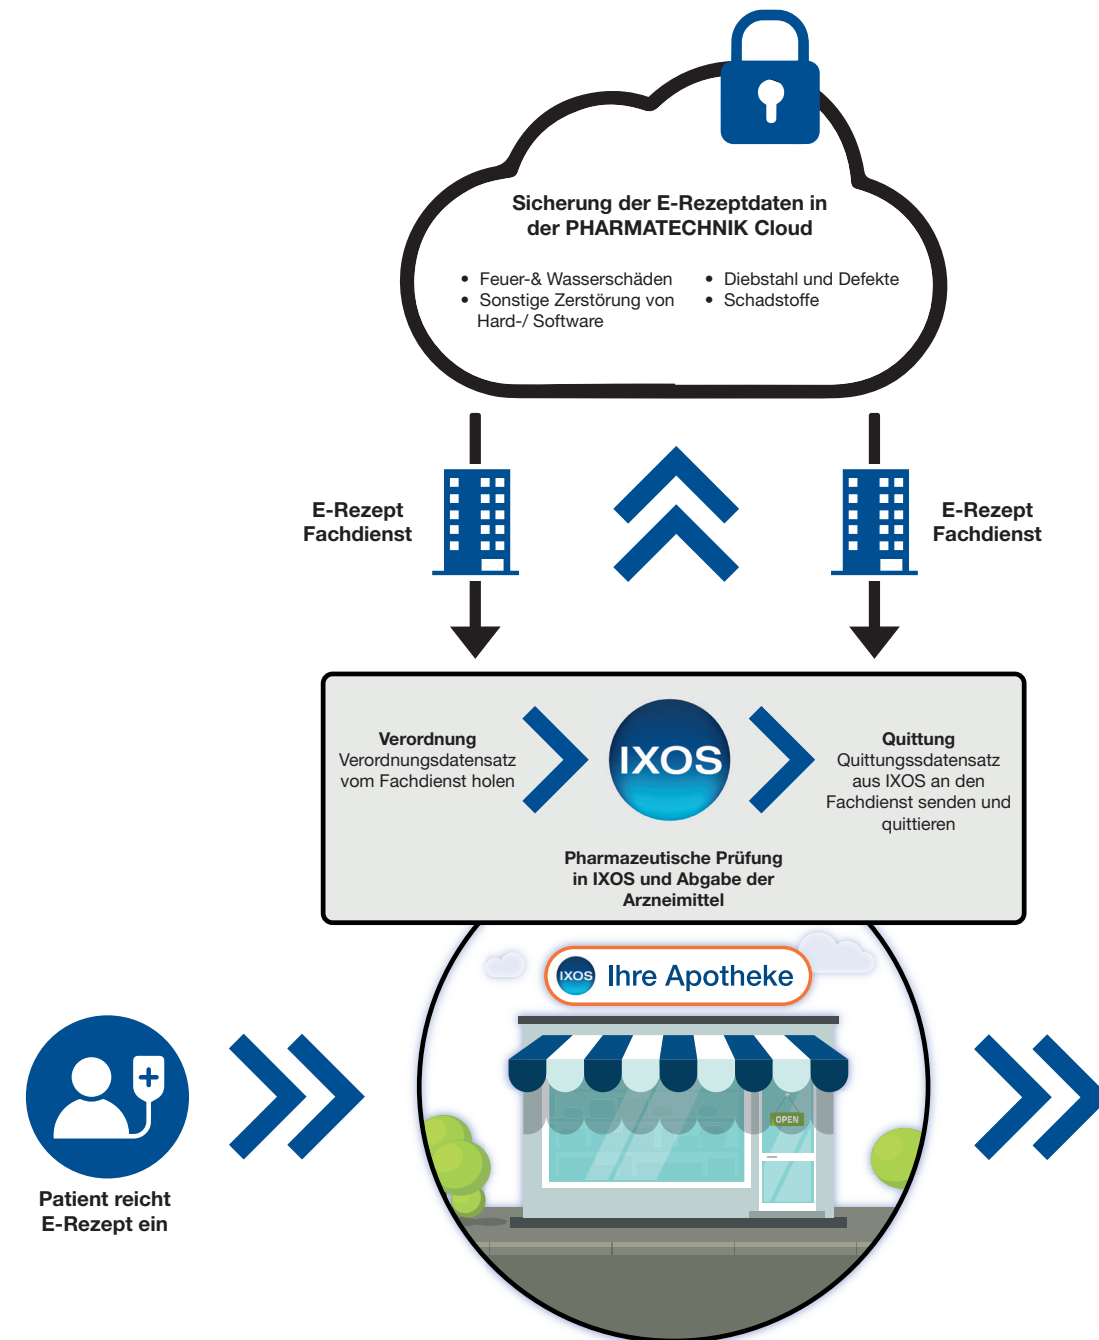 Sicherung der E-Rezeptdaten in
der PHARMATECHNIK Cloud
• Feuer-& Wasserschäden
• Sonstige Zerstörung von
Hard-/ Software
• Diebstahl und Defekte
• Schadstoffe
E-Rezept
Fachdienst
E-Rezept
Fachdienst
Verordnung
Verordnungsdatensatz
vom Fachdienst holen
IXOS
Pharmazeutische Prüfung
in IXOS und Abgabe der
Arzneimittel
Quittung
Quittungssdatensatz
aus IXOS an den
Fachdienst senden und
quittieren
IXOS Ihre Apotheke
OPEN
Patient reicht
E-Rezept ein